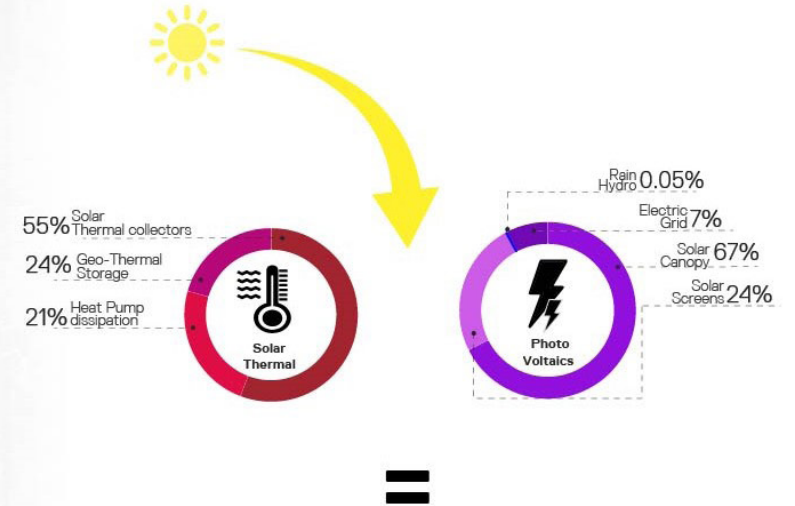 55% Solar
Thermal collectors
24% Geo-Thermal
Storage
21% Heat Pump
dissipation
Solar
Thermal
Rain
Hydro 0.05%
Electric
Grid 7%
Solar
Canopy 67%
Solar
Screens 24%
Photo
Voltaics
=